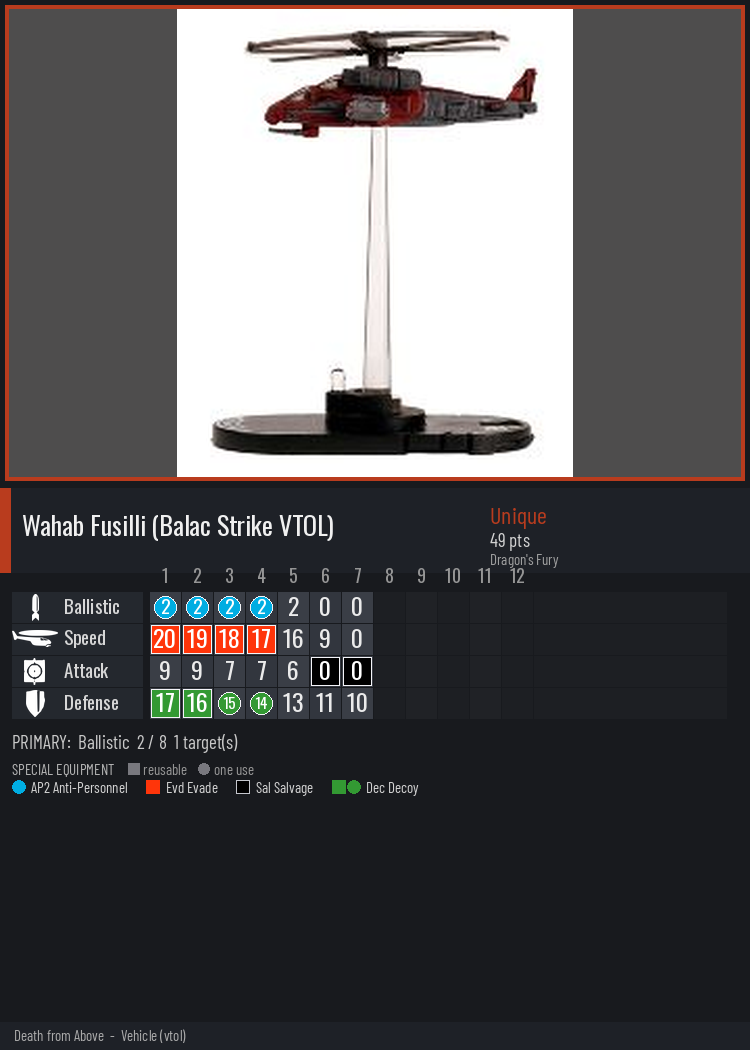 Wahab Fusilli (Balac Strike VTOL)
Unique
49 pts
Dragon's Fury
1 2 3 4 5 6 7 8 9 10 11 12
Ballistic 2 2 2 2 2 0 0
Speed 20 19 18 17 16 9 0
Attack 9 9 7 7 6 0 0
Defense 17 16 15 14 13 11 10
PRIMARY: Ballistic 2 / 8 1 target(s)
SPECIAL EQUIPMENT reusable one use
AP2 Anti-Personnel Evd Evade Sal Salvage Dec Decoy
Death from Above - Vehicle (vtol)